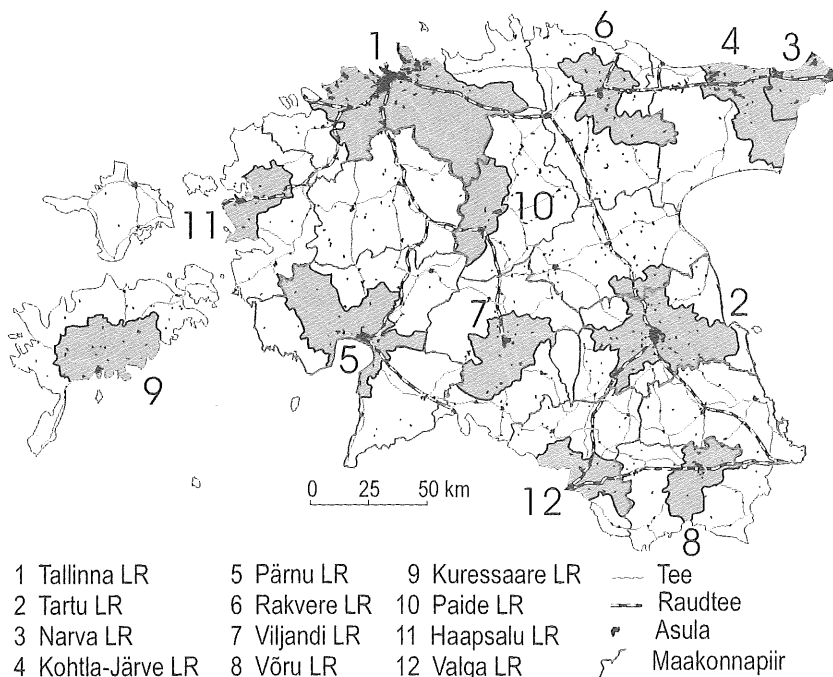 1
6
4
3
11
10
2
7
5
9
12
8
0 25 50 km
1 Tallinna LR
2 Tartu LR
3 Narva LR
4 Kohtla-Järve LR
5 Pärnu LR
6 Rakvere LR
7 Viljandi LR
8 Võru LR
9 Kuressaare LR
10 Paide LR
11 Haapsalu LR
12 Valga LR
Tee
Raudtee
Asula
Maakonnapiir